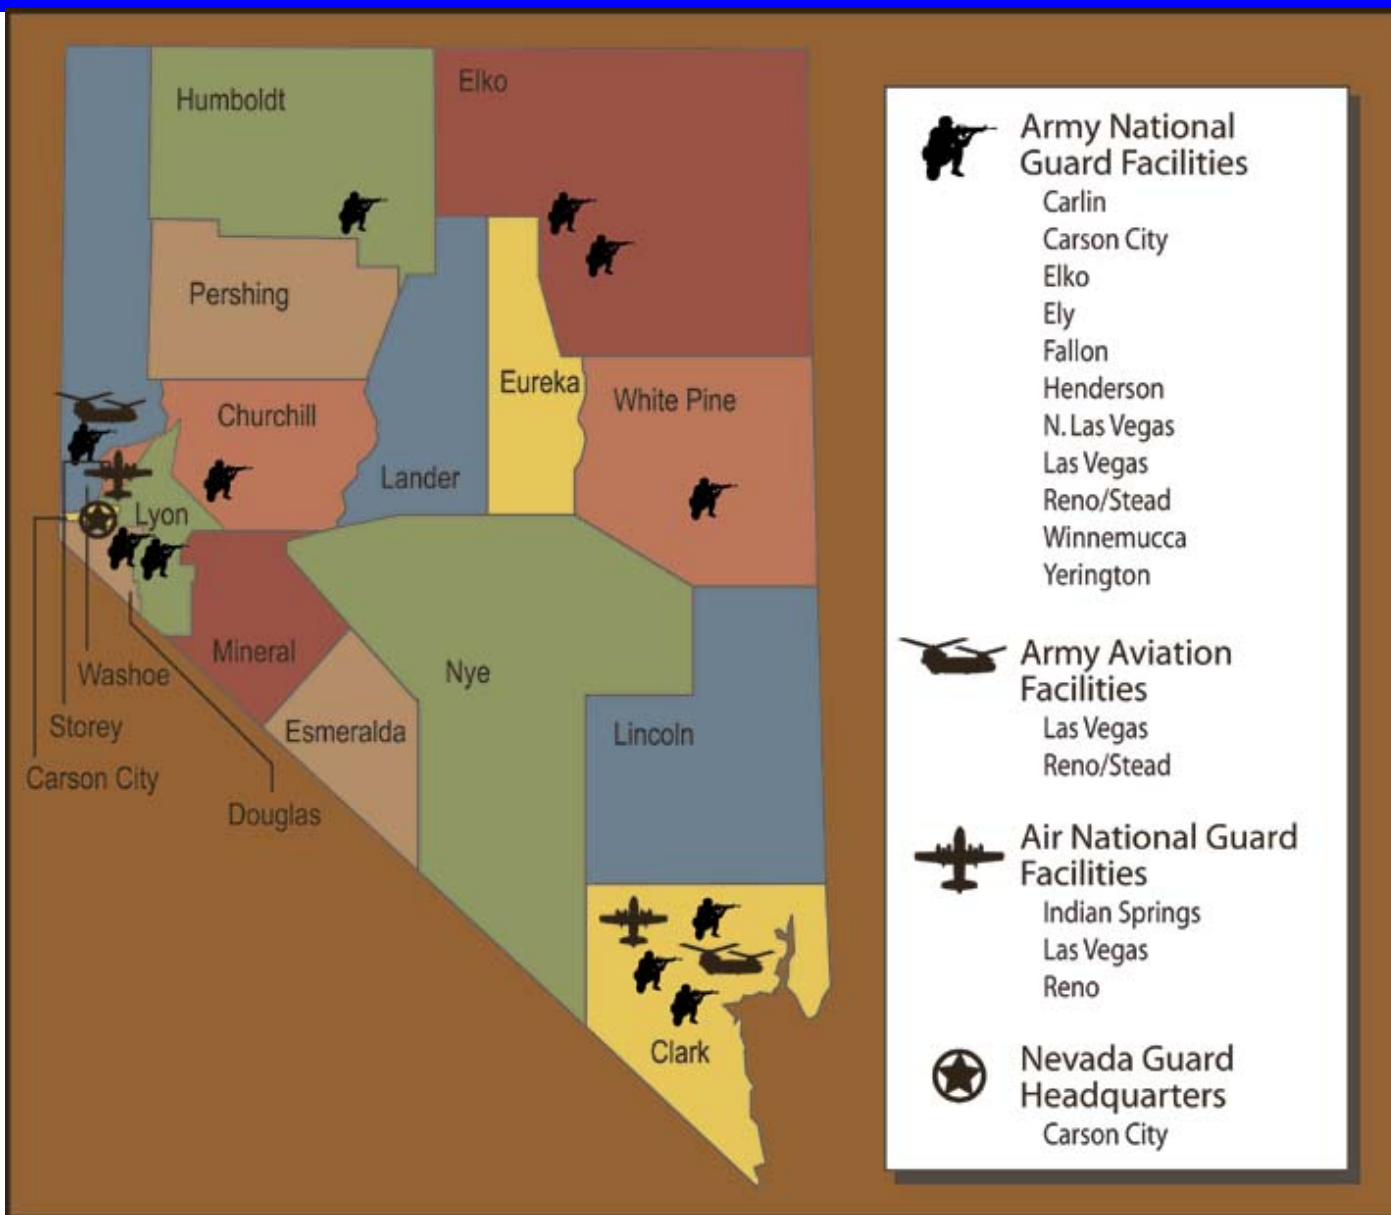 Humboldt
Elko
Pershing
Eureka
White Pine
Churchill
Lander
Lyon
Mineral
Washoe
Nye
Storey
Esmeralda
Lincoln
Carson City
Douglas
Clark
Army National
Guard Facilities
Carlin
Carson City
Elko
Ely
Fallon
Henderson
N. Las Vegas
Las Vegas
Reno/Stead
Winnemucca
Yerington
Army Aviation
Facilities
Las Vegas
Reno/Stead
Air National Guard
Facilities
Indian Springs
Las Vegas
Reno
Nevada Guard
Headquarters
Carson City